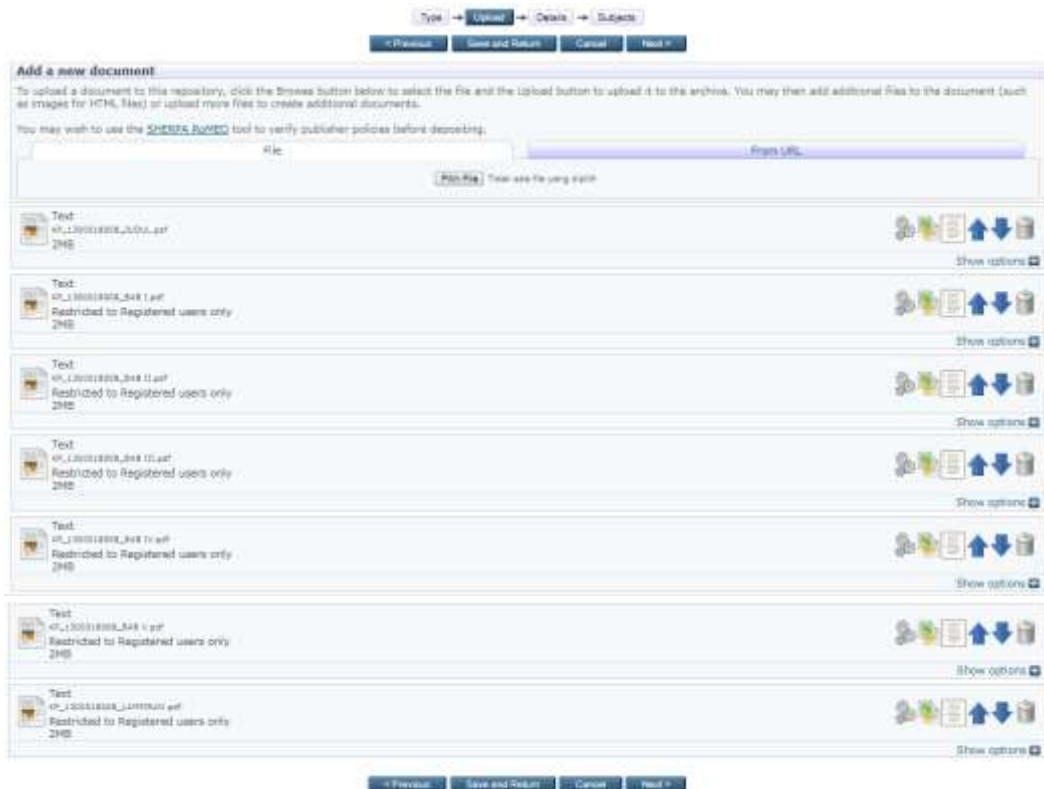 Type → Upload → Details → Subjects
< Previous Save and Return Cancel Next >
Add a new document
To upload a document to this repository, click the Browse button below to select the file and the Upload button to upload it to the archive. You may then add additional files to the document (such
as images for HTML files) or upload more files to create additional documents.
You may wish to use the SHERPA RoMEO tool to verify publisher policies before depositing.
File From URL
Pilih File Tidak ada file yang dipilih
Text
2MB
Show options
Text
Restricted to Registered users only
2MB
Show options
Text
Restricted to Registered users only
2MB
Show options
Text
Restricted to Registered users only
2MB
Show options
Text
Restricted to Registered users only
2MB
Show options
Text
Restricted to Registered users only
2MB
Show options
Text
Restricted to Registered users only
2MB
Show options
< Previous Save and Return Cancel Next >